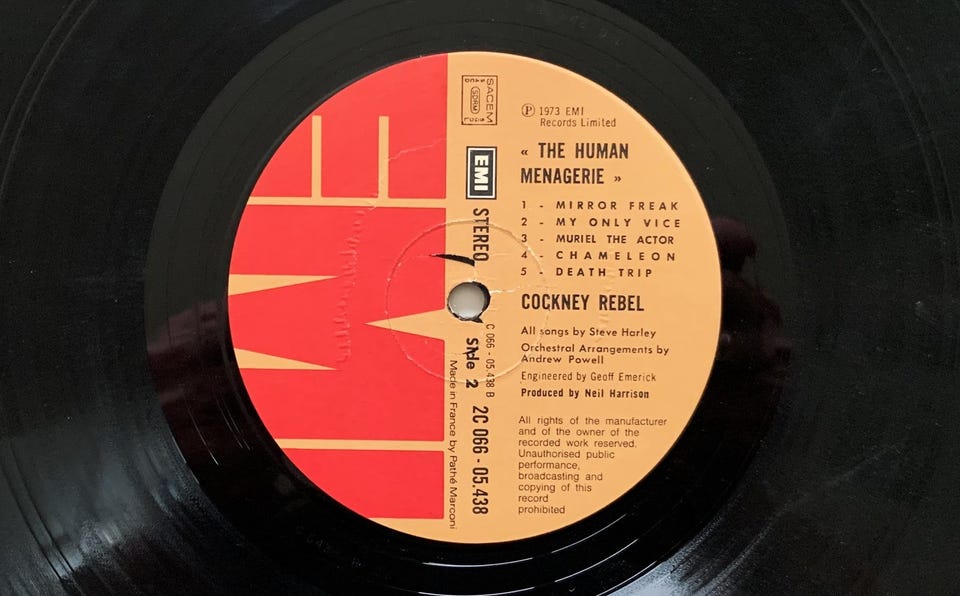 ℗ 1973 EMI
Records Limited
« THE HUMAN
MENAGERIE »
1 - MIRROR FREAK
2 - MY ONLY VICE
3 - MURIEL THE ACTOR
4 - CHAMELEON
5 - DEATH TRIP
COCKNEY REBEL
All songs by Steve Harley
Orchestral Arrangements by
Andrew Powell
Engineered by Geoff Emerick
Produced by Neil Harrison
All rights of the manufacturer
and of the owner of the
recorded work reserved.
Unauthorised public
performance,
broadcasting and
copying of this
record
prohibited
SACEM
SDRM
EMI
STEREO
C 066 - 05.438 B
Side 2
2C 066 - 05.438
Made in France by Pathé Marconi
EMI